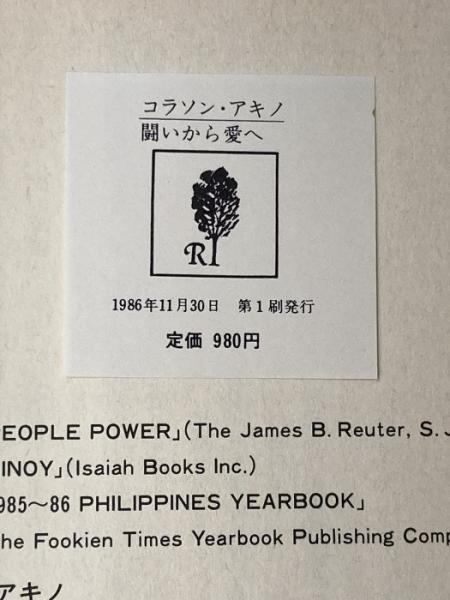 コラソン・アキノ
闘いから愛へ
RI
1986年11月30日 第1刷発行
定価 980円
PEOPLE POWER」(The James B. Reuter, S. J
INOY」(Isaiah Books Inc.)
985〜86 PHILIPPINES YEARBOOK」
he Fookien Times Yearbook Publishing Comp
アキノ